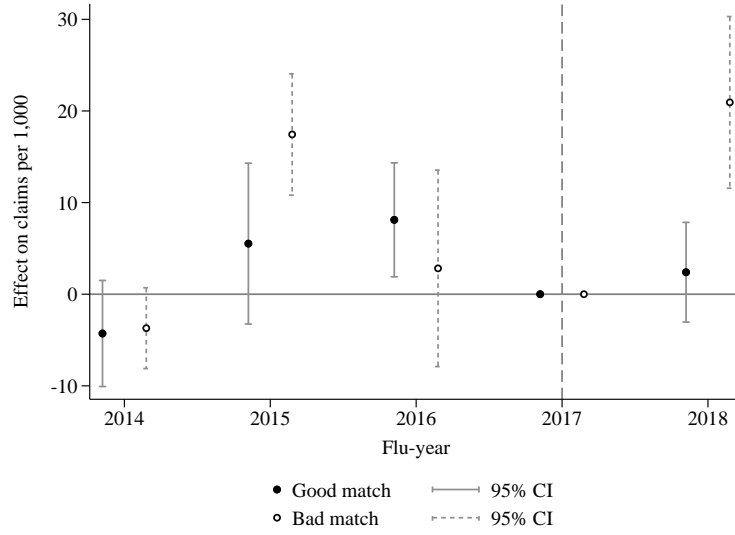 Effect on claims per 1,000
30
20
10
0
-10
2014 2015 2016 2017 2018
Flu-year
Good match 95% CI
Bad match 95% CI